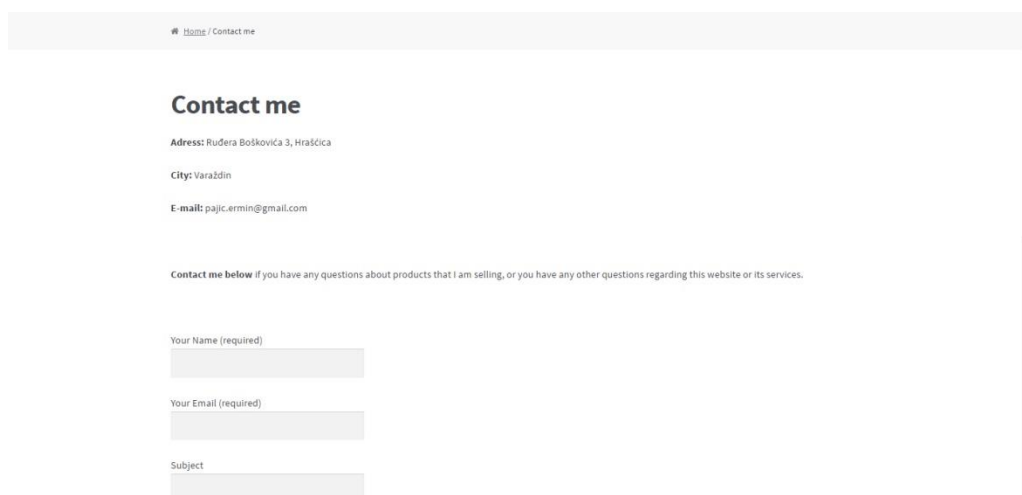 Home / Contact me
Contact me
Adress: Ruđera Boškovića 3, Hrašćica
City: Varaždin
E-mail: pajic.ermin@gmail.com
Contact me below if you have any questions about products that I am selling, or you have any other questions regarding this website or its services.
Your Name (required)
Your Email (required)
Subject